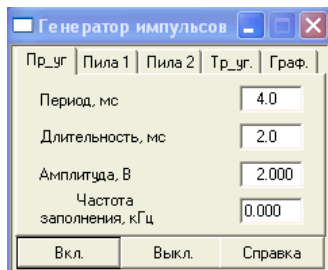 Генератор импульсов
Пр_уг Пила 1 Пила 2 Тр_уг. Граф.
Период, мс 4.0
Длительность, мс 2.0
Амплитуда, В 2.000
Частота
заполнения, кГц 0.000
Вкл. Выкл. Справка